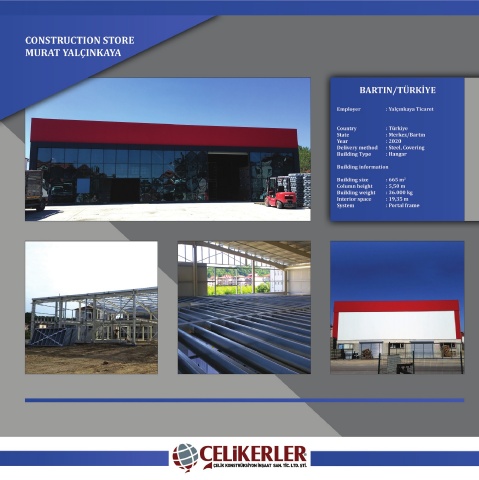 CONSTRUCTION STORE
MURAT YALÇINKAYA
BARTIN/TÜRKİYE
Employer : Yalçınkaya Ticaret
Country : Türkiye
State : Merkez/Bartın
Year : 2020
Delivery method : Steel, Covering
Building Type : Hangar
Building information
Building size : 665 m²
Column height : 5,50 m
Building weight : 36.000 kg
Interior space : 19,35 m
System : Portal frame
ÇELİKERLER
ÇELİK KONSTRÜKSİYON İNŞAAT SAN. TİC. LTD. ŞTİ.